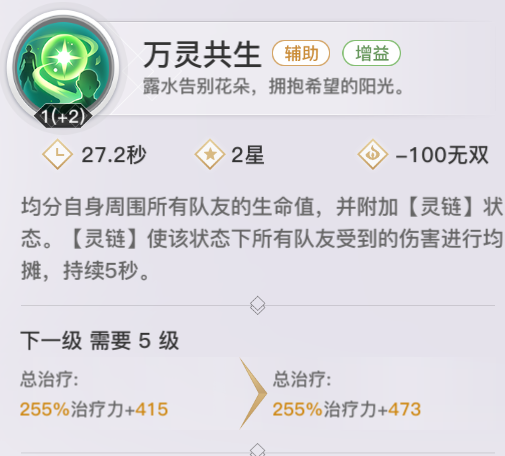 万灵共生 辅助 增益
露水告别花朵，拥抱希望的阳光。
1(+2)
27.2秒 2星 -100无双
均分自身周围所有队友的生命值，并附加【灵链】状
态。【灵链】使该状态下所有队友受到的伤害进行均
摊，持续5秒。
下一级 需要 5 级
总治疗: 总治疗:
255%治疗力+415 255%治疗力+473